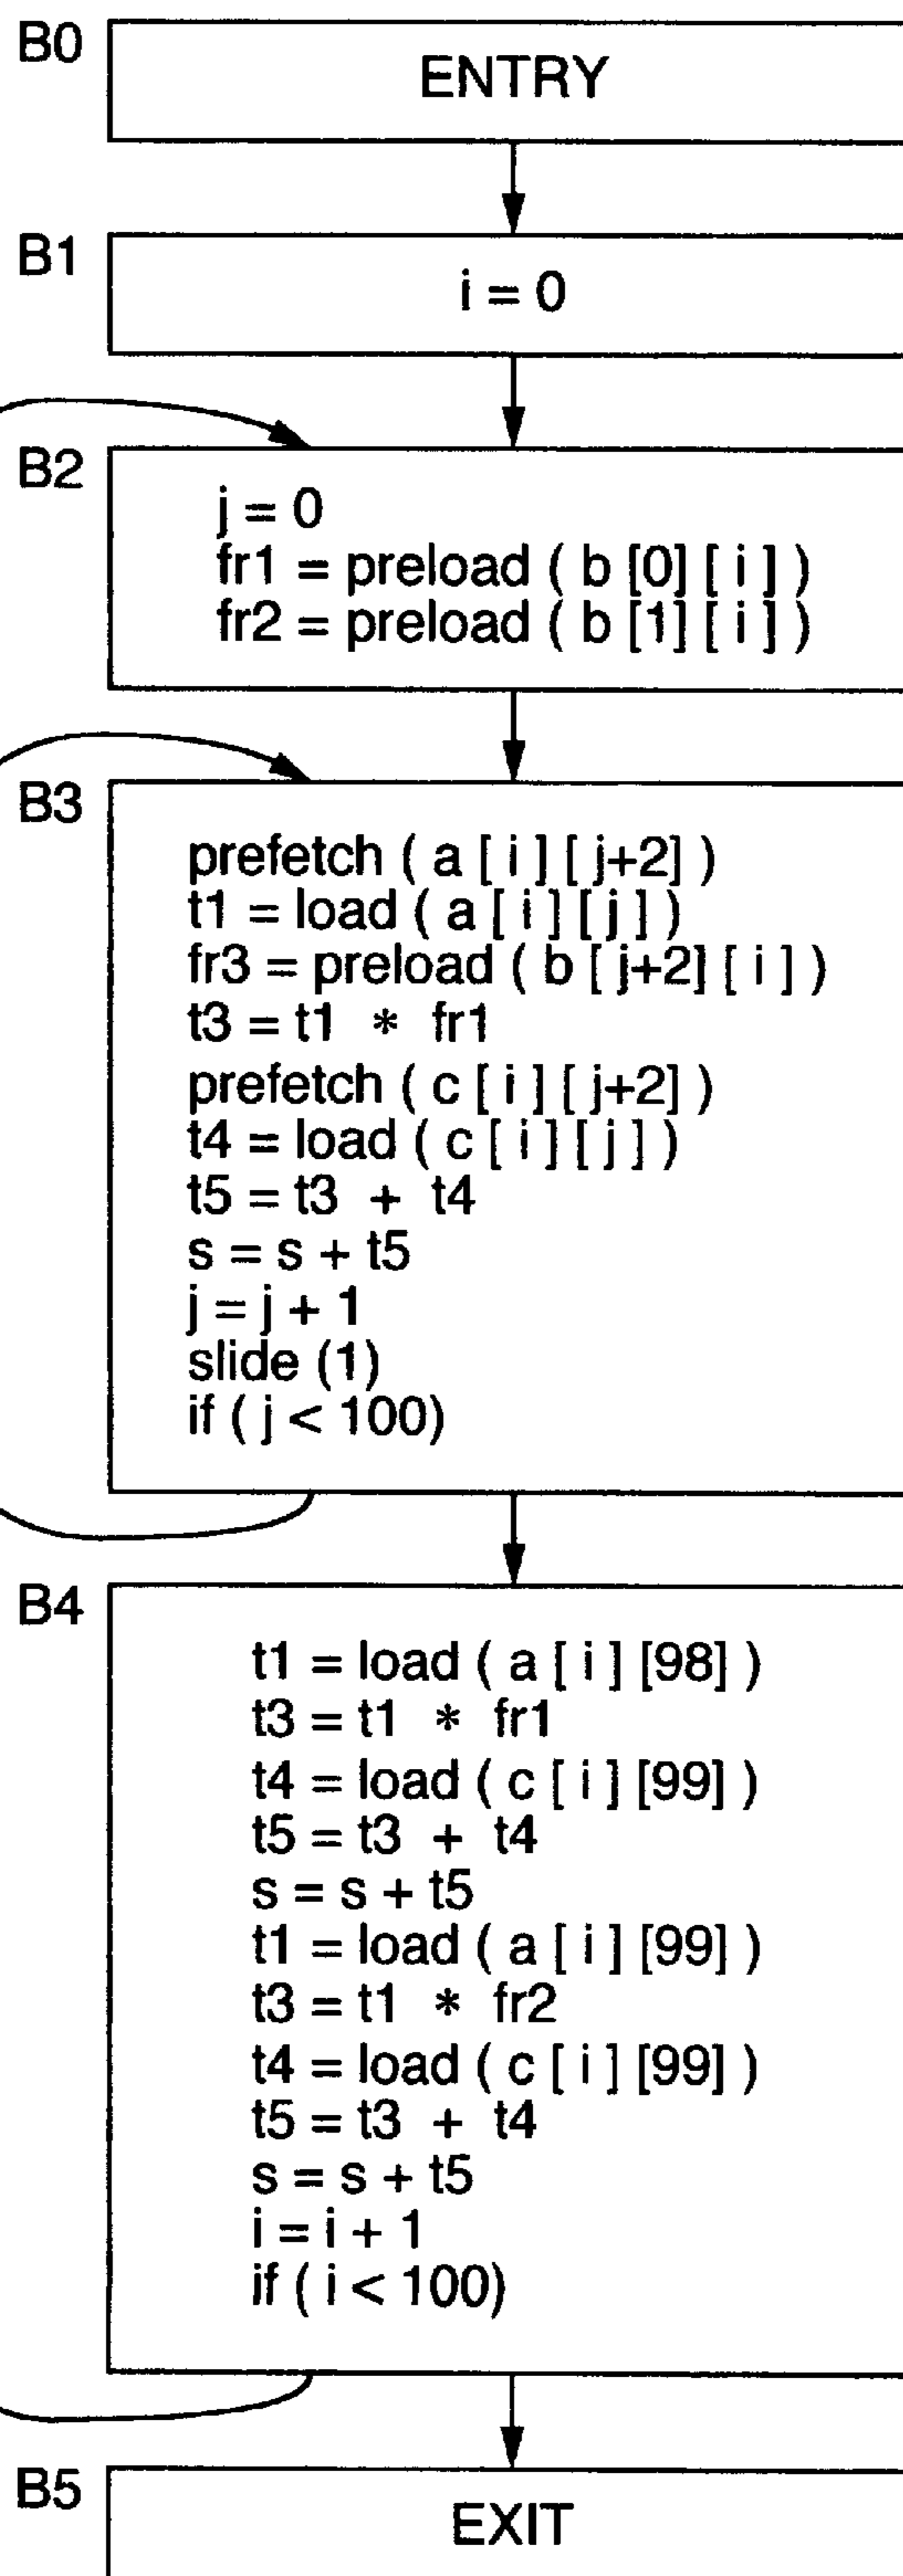 B0
ENTRY
B1
i = 0
B2
j = 0
fr1 = preload ( b [0] [ i ] )
fr2 = preload ( b [1] [ i ] )
B3
prefetch ( a [ i ] [ j+2] )
t1 = load ( a [ i ] [ j ] )
fr3 = preload ( b [ j+2] [ i ] )
t3 = t1 * fr1
prefetch ( c [ i ] [ j+2] )
t4 = load ( c [ i ] [ j ] )
t5 = t3 + t4
s = s + t5
j = j + 1
slide (1)
if ( j < 100)
B4
t1 = load ( a [ i ] [98] )
t3 = t1 * fr1
t4 = load ( c [ i ] [99] )
t5 = t3 + t4
s = s + t5
t1 = load ( a [ i ] [99] )
t3 = t1 * fr2
t4 = load ( c [ i ] [99] )
t5 = t3 + t4
s = s + t5
i = i + 1
if ( i < 100)
B5
EXIT